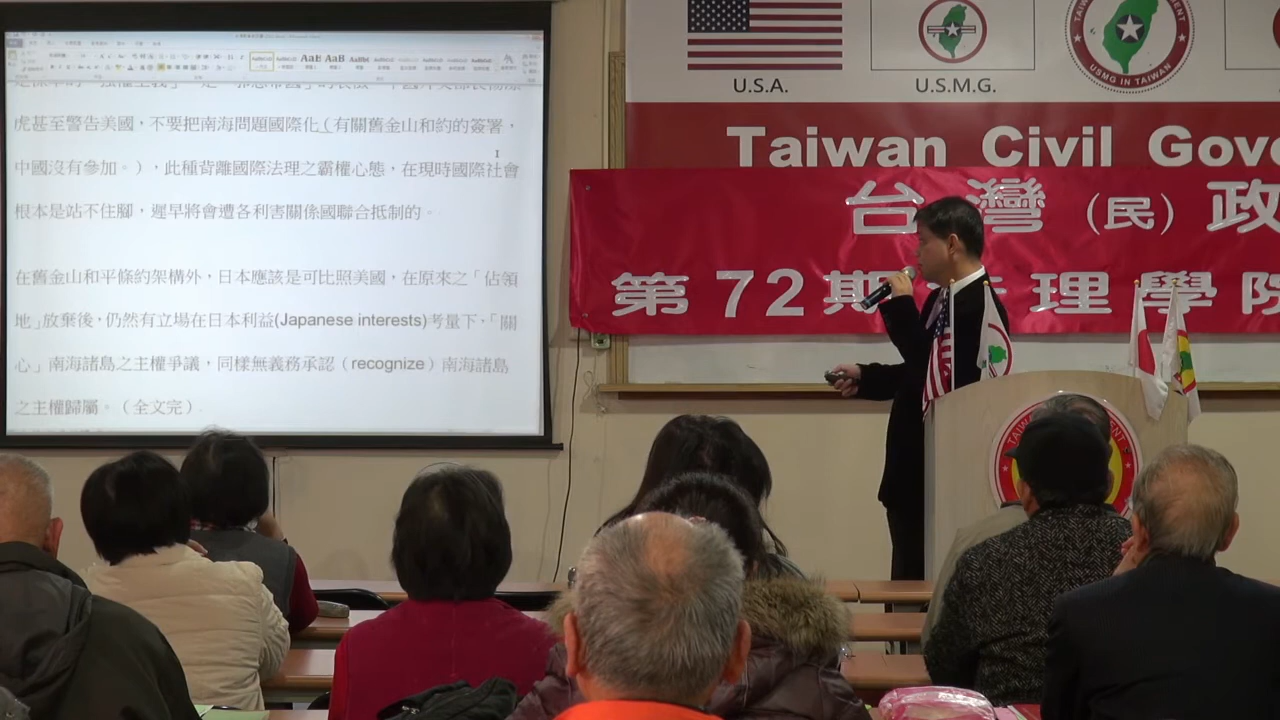 虎甚至警告美國，不要把南海問題國際化（有關舊金山和約的簽署，
中國沒有參加。），此種背離國際法理之霸權心態，在現時國際社會
根本是站不住腳，遲早將會遭各利害關係國聯合抵制的。
在舊金山和平條約架構外，日本應該是可比照美國，在原來之「佔領
地」放棄後，仍然有立場在日本利益(Japanese interests)考量下，「關
心」南海諸島之主權爭議，同樣無義務承認（recognize）南海諸島
之主權歸屬。（全文完）
U.S.A.
U.S.M.G.
USMG IN TAIWAN
Taiwan Civil Gove
台灣（民）政
第72期法理學院
TAIWAN